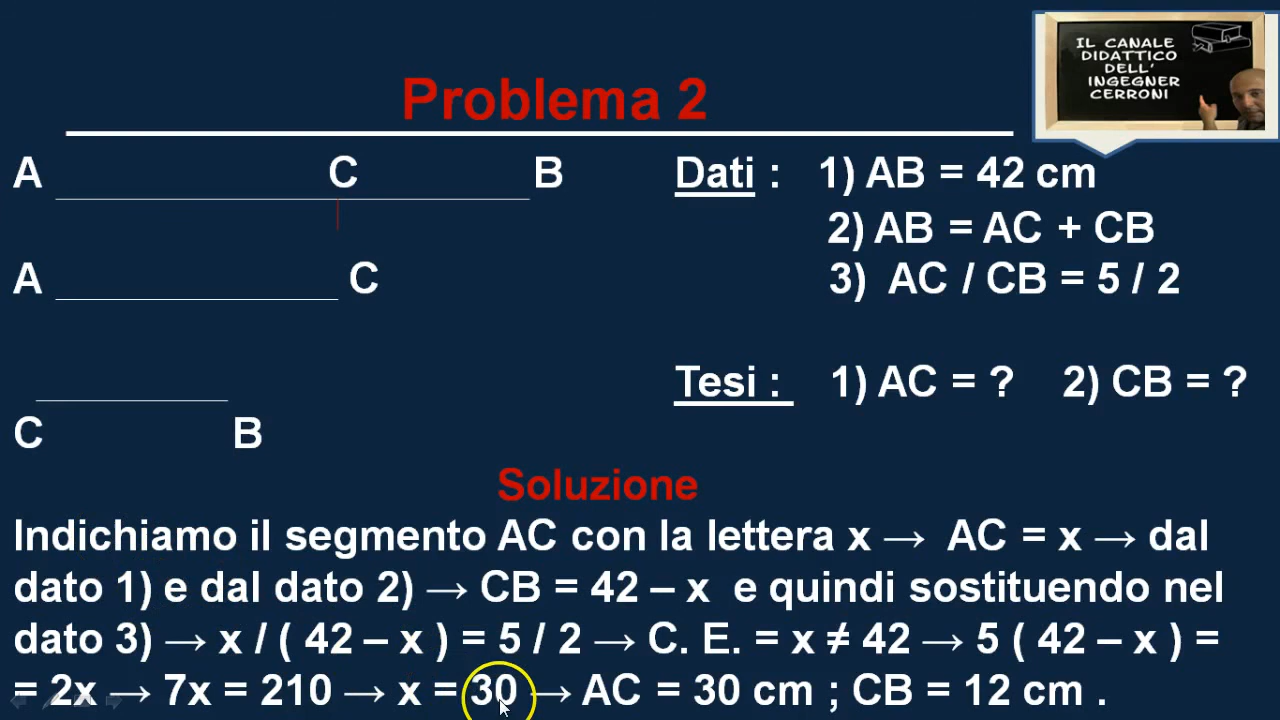 IL CANALE
DIDATTICO
DELL'
INGEGNER
CERRONI
Problema 2
A C B
Dati : 1) AB = 42 cm
2) AB = AC + CB
A C
3) AC / CB = 5 / 2
Tesi : 1) AC = ? 2) CB = ?
C B
Soluzione
Indichiamo il segmento AC con la lettera x → AC = x → dal
dato 1) e dal dato 2) → CB = 42 – x e quindi sostituendo nel
dato 3) → x / ( 42 – x ) = 5 / 2 → C. E. = x ≠ 42 → 5 ( 42 – x ) =
= 2x → 7x = 210 → x = 30 → AC = 30 cm ; CB = 12 cm .